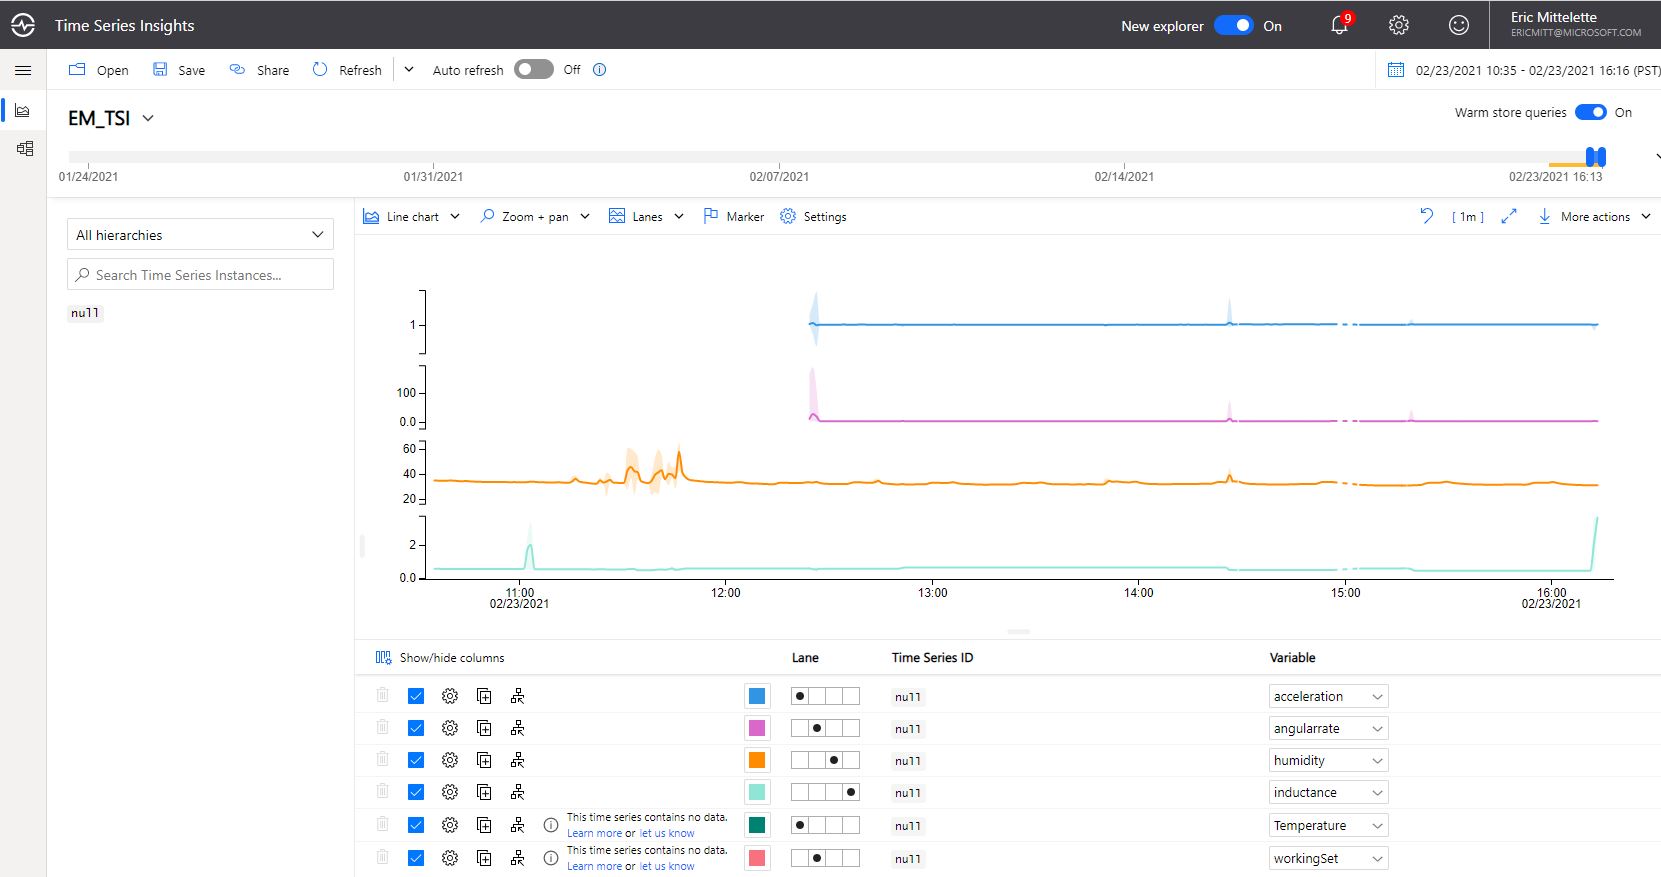 Time Series Insights
New explorer On 9 Eric Mittelette
ERICMITT@MICROSOFT.COM
Open Save Share Refresh Auto refresh Off 02/23/2021 10:35 - 02/23/2021 16:16 (PST)
EM_TSI Warm store queries On
01/24/2021 01/31/2021 02/07/2021 02/14/2021 02/23/2021 16:13
All hierarchies
Search Time Series Instances...
null
Line chart Zoom + pan Lanes Marker Settings [ 1m ] More actions
1
100
0.0
60
40
20
2
0.0
11:00 12:00 13:00 14:00 15:00 16:00
02/23/2021 02/23/2021
Show/hide columns Lane Time Series ID Variable
null acceleration
null angularrate
null humidity
null inductance
This time series contains no data.
Learn more or let us know
null Temperature
This time series contains no data.
Learn more or let us know
null workingSet